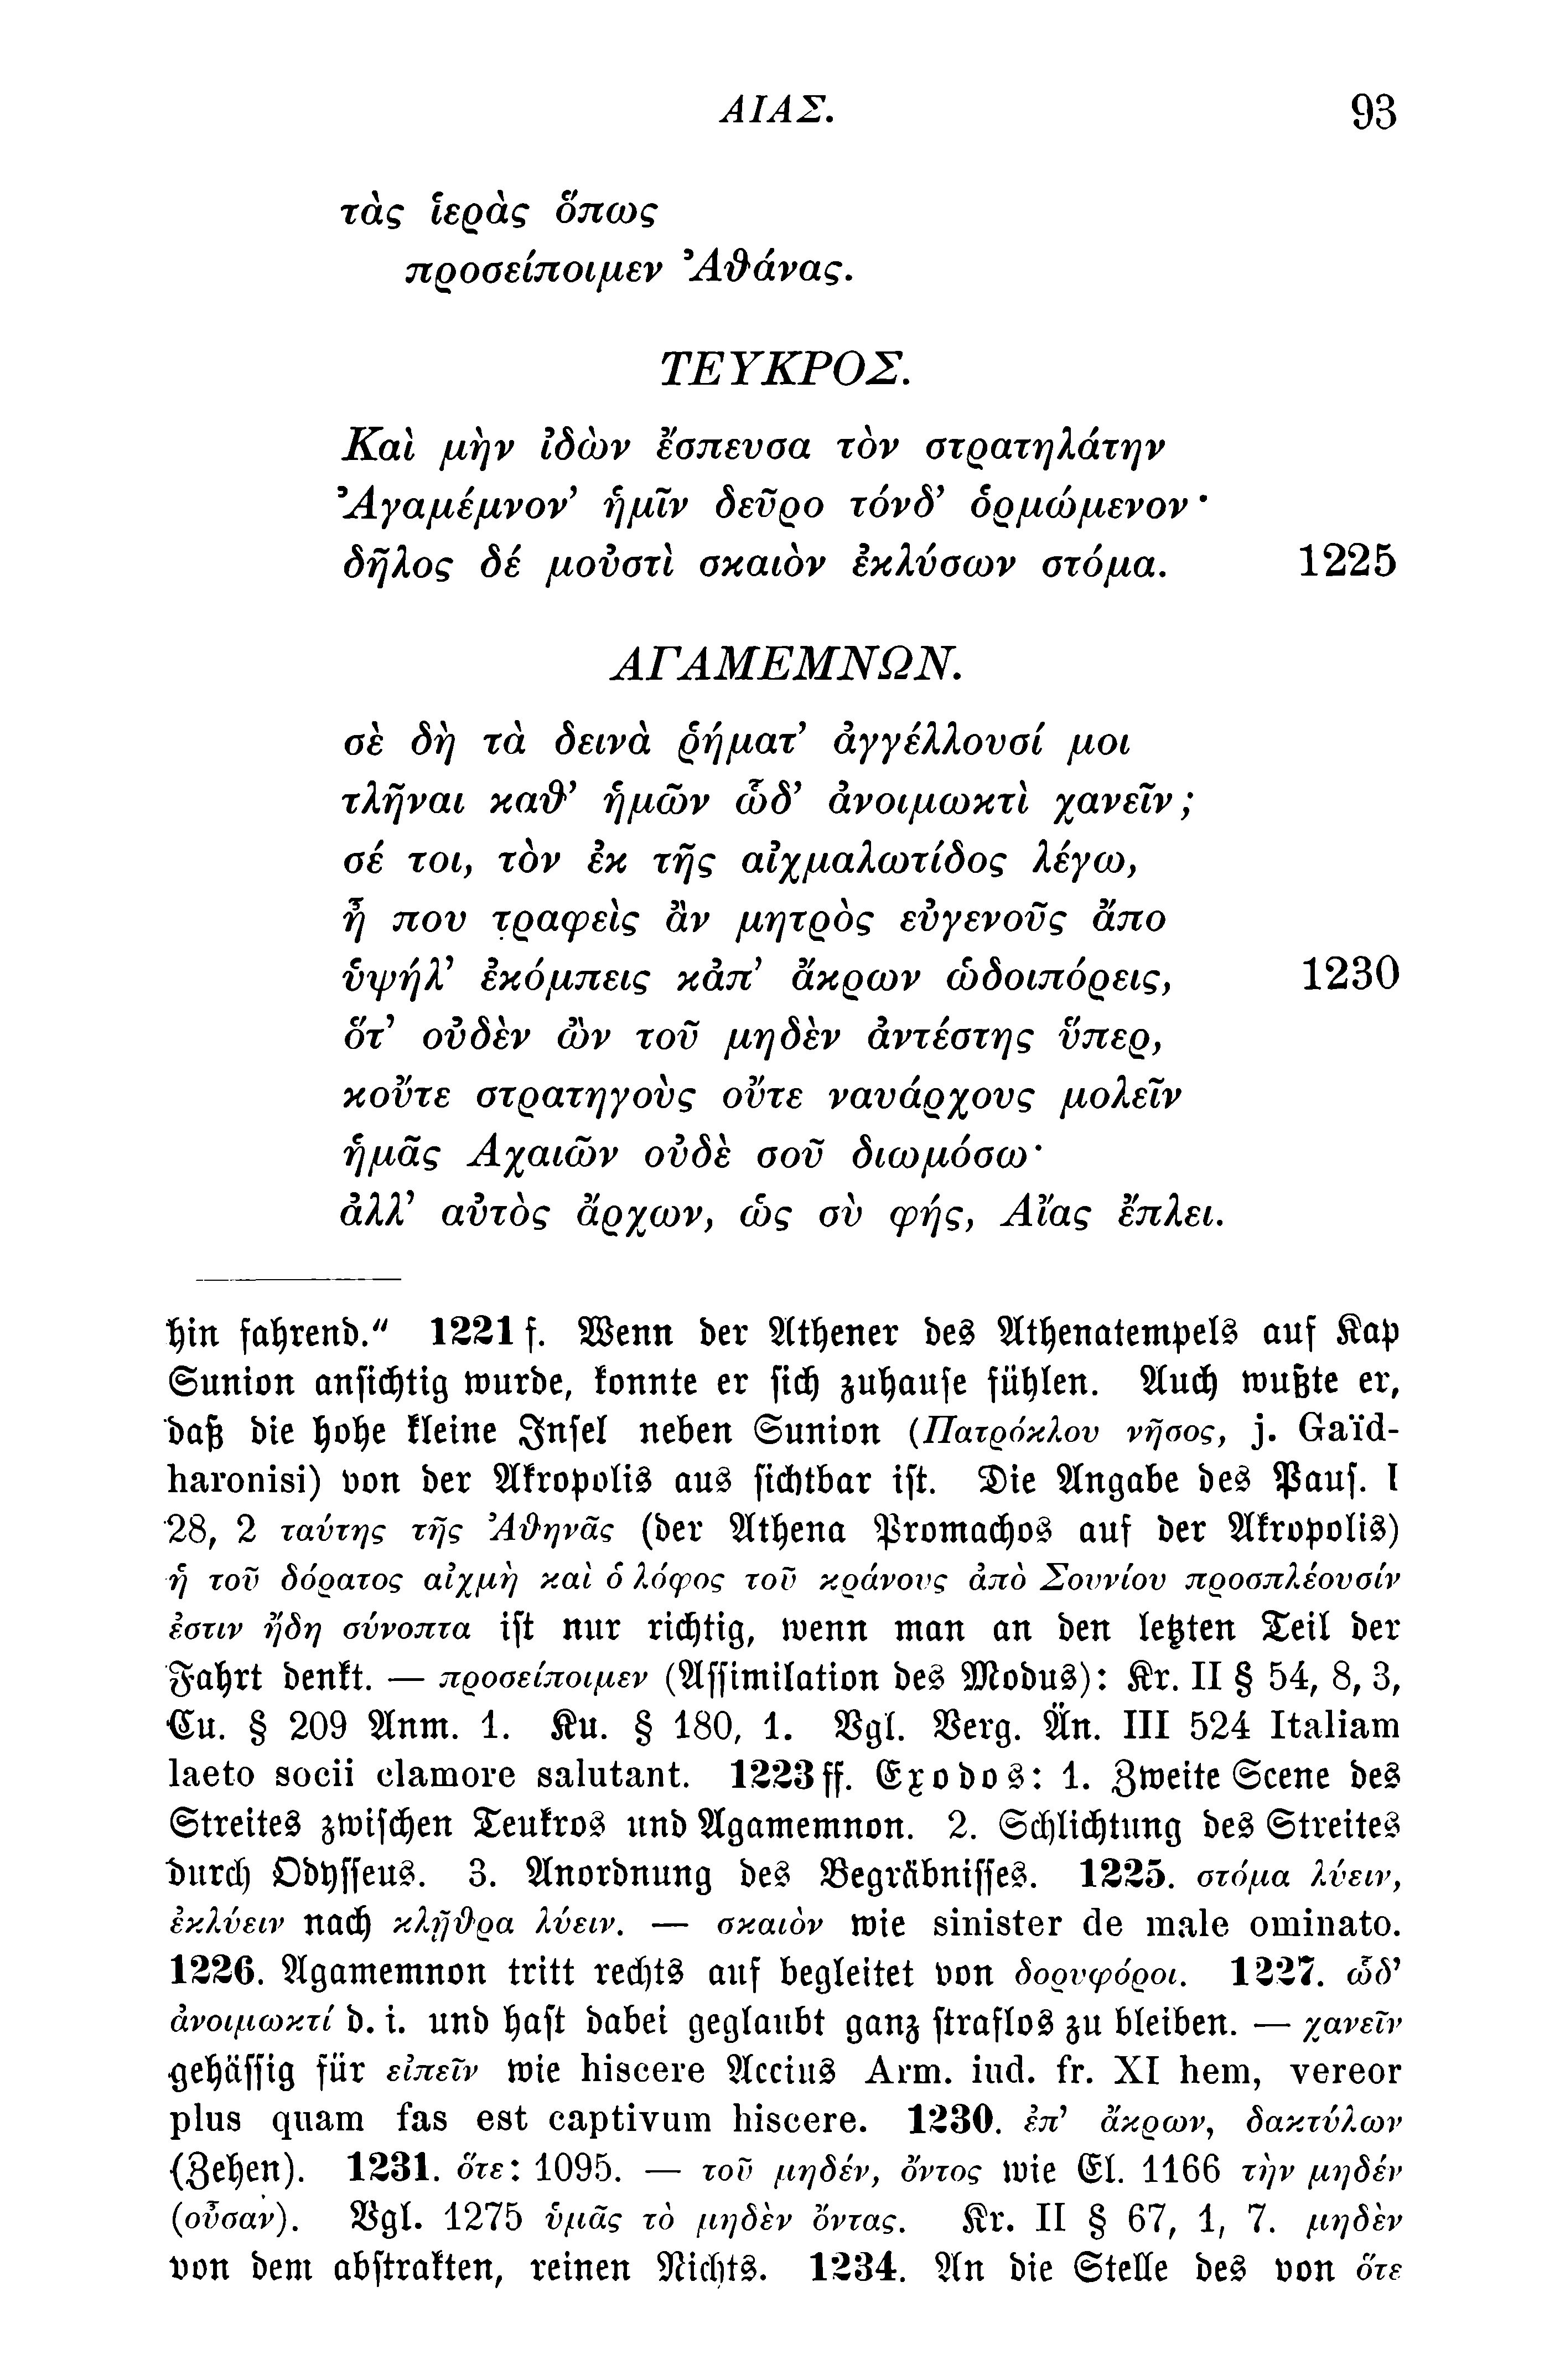 ΑΙΑΣ.
93
τὰς ἱερὰς ὅπως
προσείποιμεν Ἀϑάνας.
ΤΕΥΚΡΟΣ.
Καὶ μὴν ἰδὼν ἔσπευσα τὸν στρατηλάτην
Ἀγαμέμνον’ ἡμῖν δεῦρο τόνδ’ ὁρμώμενον·
δῆλος δέ μοὐστὶ σκαιὸν ἐκλύσων στόμα. 1225
ΑΓΑΜΕΜΝΩΝ.
σὲ δὴ τὰ δεινὰ ῥήματ’ ἀγγέλλουσί μοι
τλῆναι καϑ’ ἡμῶν ὧδ’ ἀνοιμωκτὶ χανεῖν;
σέ τοι, τὸν ἐκ τῆς αἰχμαλωτίδος λέγω,
ἦ που τραφεὶς ἂν μητρὸς εὐγενοῦς ἄπο
ὑψήλ’ ἐκόμπεις κἀπ’ ἄκρων ὡδοιπόρεις, 1230
ὅτ’ οὐδὲν ὢν τοῦ μηδὲν ἀντέστης ὕπερ,
κοὔτε στρατηγοὺς οὔτε ναυάρχους μολεῖν
ἡμᾶς Αχαιῶν οὐδὲ σοῦ διωμόσω·
ἀλλ’ αὐτὸς ἄρχων, ὡς σὺ φής, Αἴας ἔπλει.
hin fahrend." 1221 f. Wenn der Athener des Athenatempels auf Kap
Sunion ansichtig wurde, konnte er sich zuhause fühlen. Auch wußte er,
daß die hohe kleine Insel neben Sunion (Πατρόκλου νῆσος, j. Gaïd-
haronisi) von der Akropolis aus sichtbar ist. Die Angabe des Paus. I
28, 2 ταύτης τῆς Ἀϑηνᾶς (der Athena Promachos auf der Akropolis)
ἡ τοῦ δόρατος αἰχμὴ καὶ ὁ λόφος τοῦ κράνους ἀπὸ Σουνίου προσπλέουσίν
ἐστιν ἤδη σύνοπτα ist nur richtig, wenn man an den letzten Teil der
Fahrt denkt. — προσείποιμεν (Assimilation des Modus): Kr. II § 54, 8, 3,
Cu. § 209 Anm. 1. Ku. § 180, 1. Vgl. Verg. Än. III 524 Italiam
laeto socii clamore salutant. 1223 ff. Exodos: 1. Zweite Scene des
Streites zwischen Teukros und Agamemnon. 2. Schlichtung des Streites
durch Odysseus. 3. Anordnung des Begräbnisses. 1225. στόμα λύειν,
ἐκλύειν nach κλῇϑρα λύειν. — σκαιὸν wie sinister de male ominato.
1226. Agamemnon tritt rechts auf begleitet von δορυφόροι. 1227. ὧδ’
ἀνοιμωκτί d. i. und hast dabei geglaubt ganz straflos zu bleiben. — χανεῖν
gehässig für εἰπεῖν wie hiscere Accius Arm. iud. fr. XI hem, vereor
plus quam fas est captivum hiscere. 1230. ἐπ’ ἄκρων, δακτύλων
(Zehen). 1231. ὅτε: 1095. — τοῦ μηδέν, ὄντος wie El. 1166 τὴν μηδέν
(οὖσαν). Vgl. 1275 ὑμᾶς τὸ μηδὲν ὄντας. Kr. II § 67, 1, 7. μηδὲν
von dem abstrakten, reinen Nichts. 1234. An die Stelle des von ὅτε